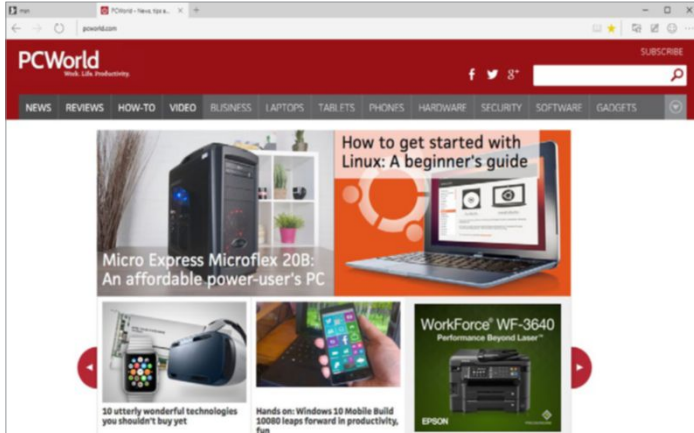 msn
PCWorld - News, tips a...
pcworld.com
SUBSCRIBE
PCWorld
Work. Life. Productivity.
NEWS REVIEWS HOW-TO VIDEO BUSINESS LAPTOPS TABLETS PHONES HARDWARE SECURITY SOFTWARE GADGETS
How to get started with
Linux: A beginner's guide
Micro Express Microflex 20B:
An affordable power-user's PC
WorkForce® WF-3640
Performance Beyond Laser™
EPSON
10 utterly wonderful technologies
you shouldn't buy yet
Hands on: Windows 10 Mobile Build
10080 leaps forward in productivity,
fun